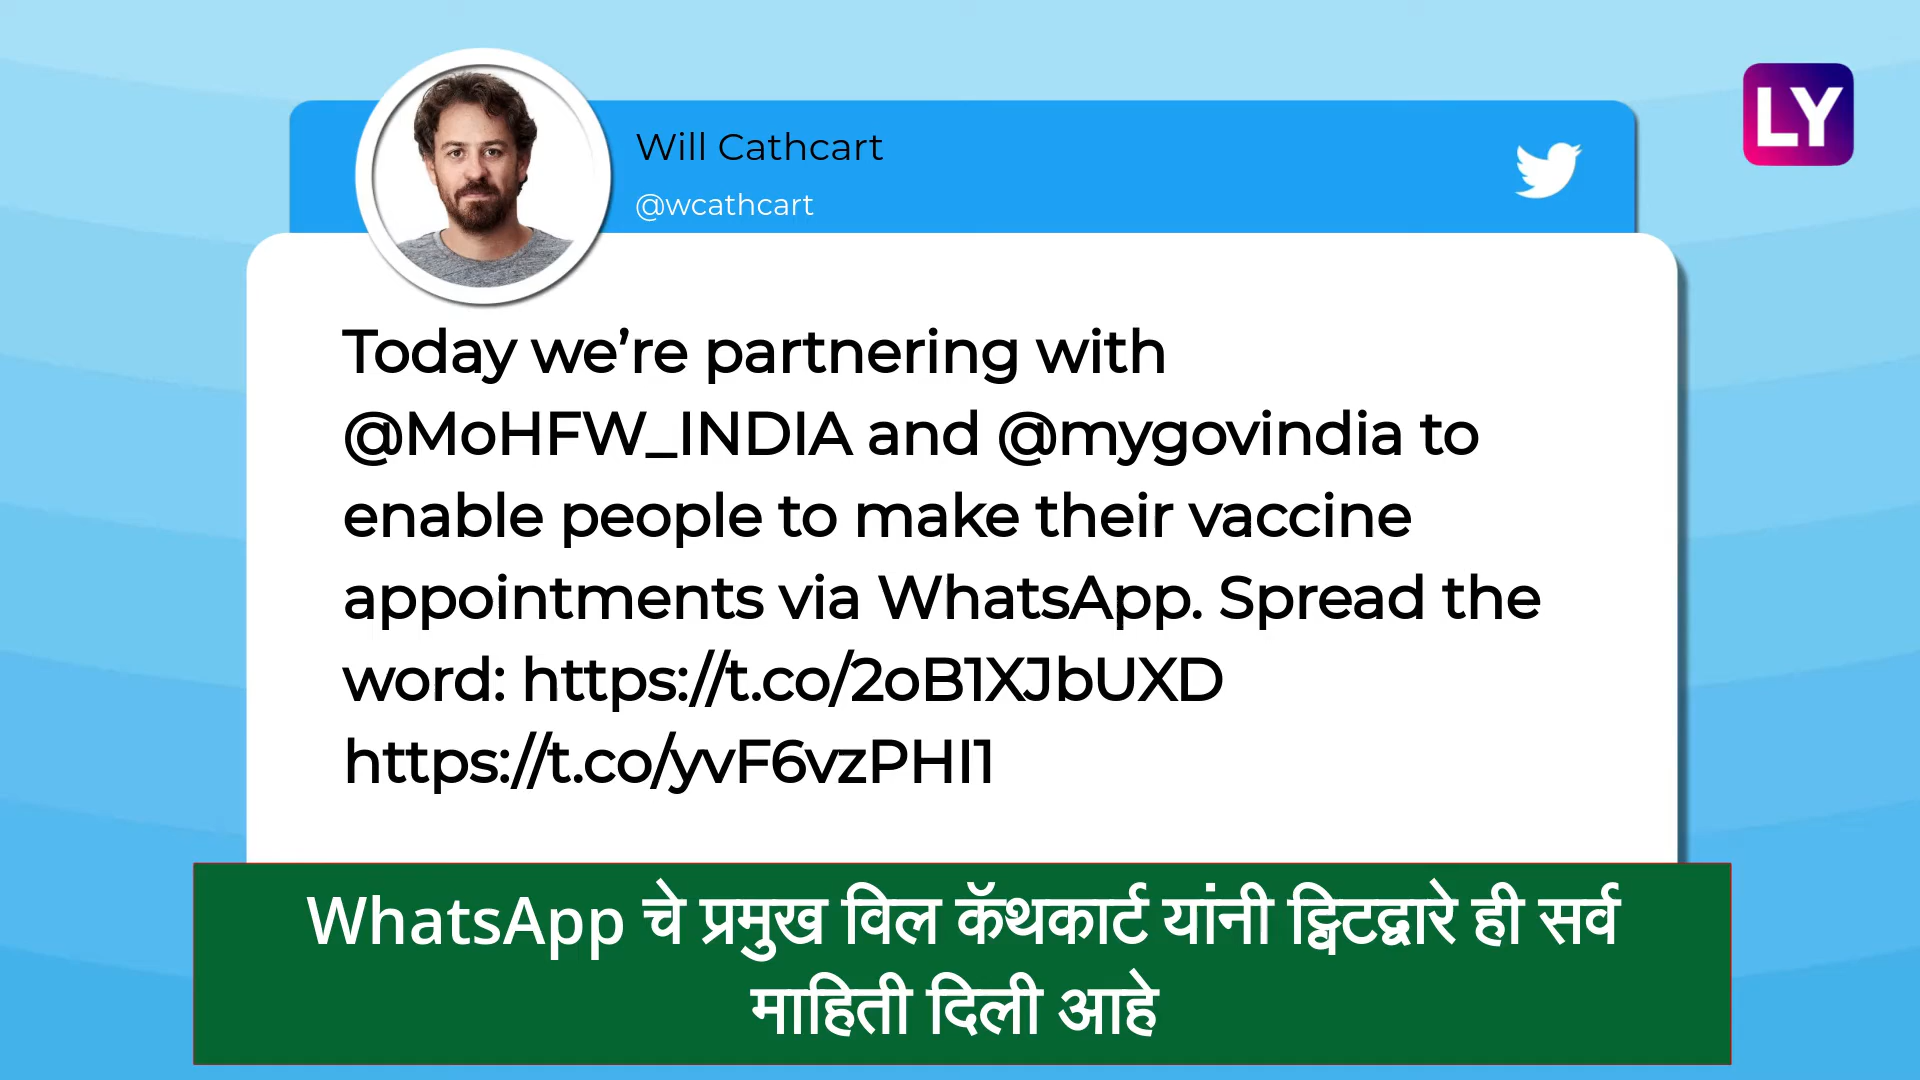 LY
Will Cathcart
@wcathcart
Today we’re partnering with
@MoHFW_INDIA and @mygovindia to
enable people to make their vaccine
appointments via WhatsApp. Spread the
word: https://t.co/2oB1XJbUXD
https://t.co/yvF6vzPHI1
WhatsApp चे प्रमुख विल कॅथकार्ट यांनी ट्विटद्वारे ही सर्व
माहिती दिली आहे